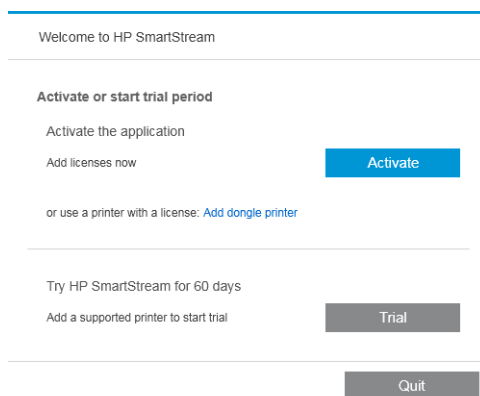 Welcome to HP SmartStream
Activate or start trial period
Activate the application
Add licenses now
Activate
or use a printer with a license: Add dongle printer
Try HP SmartStream for 60 days
Add a supported printer to start trial
Trial
Quit